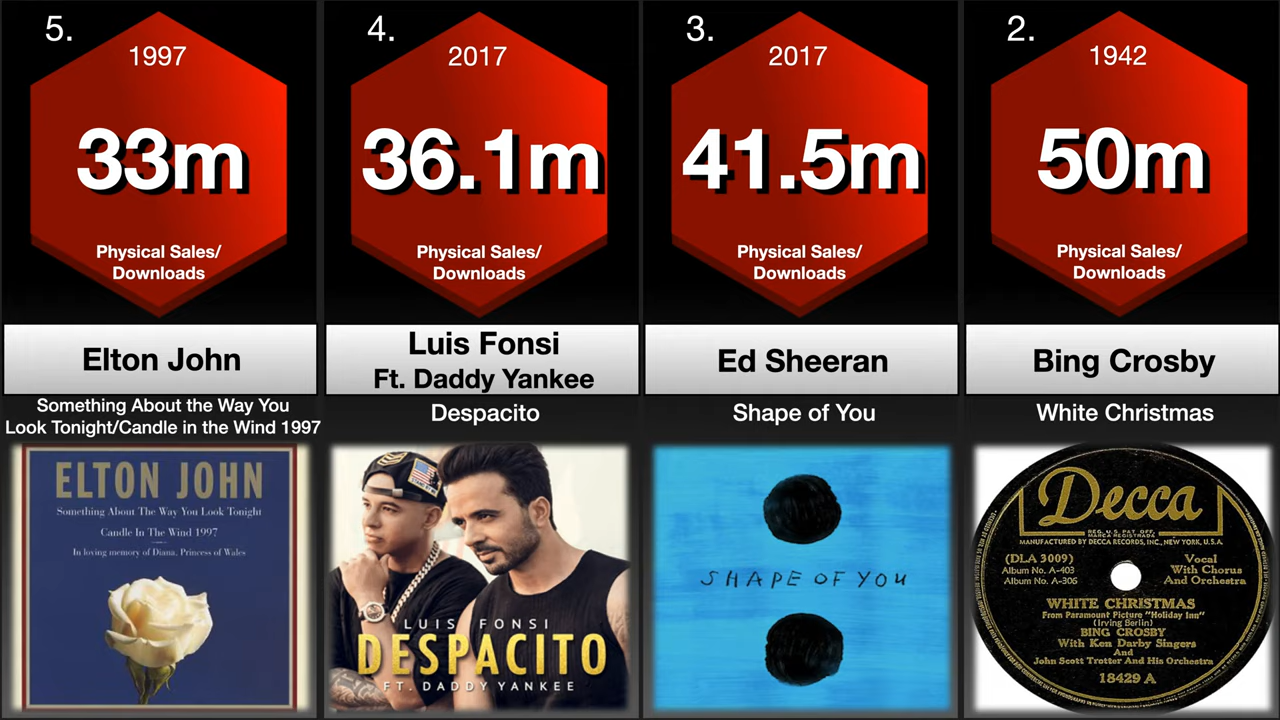 5.
1997
33m
Physical Sales/
Downloads
Elton John
Something About the Way You
Look Tonight/Candle in the Wind 1997
ELTON JOHN
Something About The Way You Look Tonight
Candle In The Wind 1997
In loving memory of Diana, Princess of Wales
4.
2017
36.1m
Physical Sales/
Downloads
Luis Fonsi
Ft. Daddy Yankee
Despacito
LUIS FONSI
DESPACITO
FT. DADDY YANKEE
3.
2017
41.5m
Physical Sales/
Downloads
Ed Sheeran
Shape of You
SHAPE OF YOU
2.
1942
50m
Physical Sales/
Downloads
Bing Crosby
White Christmas
Decca
REG. U.S. PAT. OFF.
MARCA REGISTRADA
MANUFACTURED BY DECCA RECORDS, INC., NEW YORK, U.S.A.
(DLA 3009)
Album No. A-403
Album No. A-306
Vocal
With Chorus
And Orchestra
WHITE CHRISTMAS
From Paramount Picture "Holiday Inn"
(Irving Berlin)
BING CROSBY
With Ken Darby Singers
And
John Scott Trotter And His Orchestra
18429 A